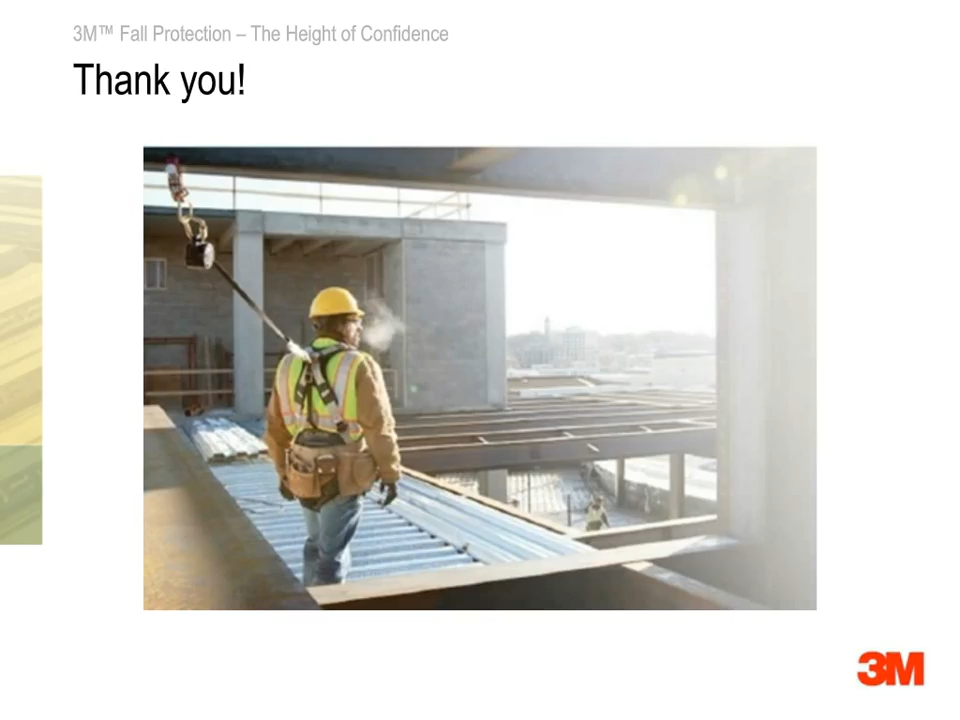 3M™ Fall Protection – The Height of Confidence
Thank you!
3M